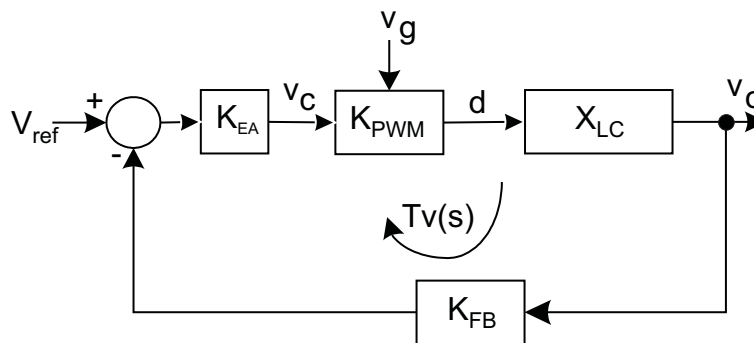 v_g
V_ref
+
-
K_EA
v_c
K_PWM
d
X_LC
v_o
Tv(s)
K_FB